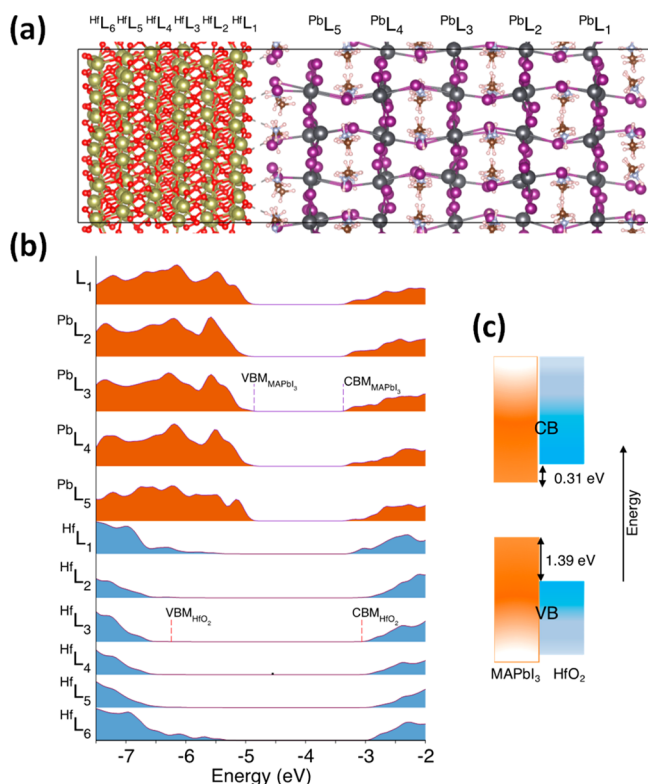 (a)
HfL6 HfL5 HfL4 HfL3 HfL2 HfL1 PbL5 PbL4 PbL3 PbL2 PbL1
(b)
L1
PbL2
PbL3
VBMMAPbI3 CBMMAPbI3
PbL4
PbL5
HfL1
HfL2
HfL3
VBMHfO2 CBMHfO2
HfL4
HfL5
HfL6
-7 -6 -5 -4 -3 -2
Energy (eV)
(c)
CB
0.31 eV
Energy
1.39 eV
VB
MAPbI3 HfO2